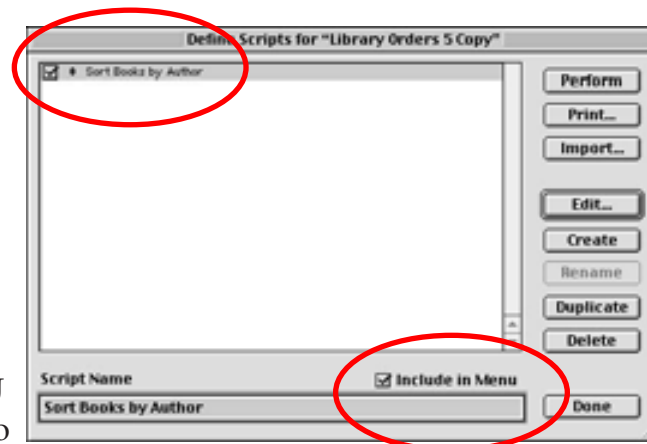 Define Scripts for "Library Orders 5 Copy"
Sort Books by Author
Perform
Print...
Import...
Edit...
Create
Rename
Duplicate
Delete
Script Name
Include in Menu
Sort Books by Author
Done